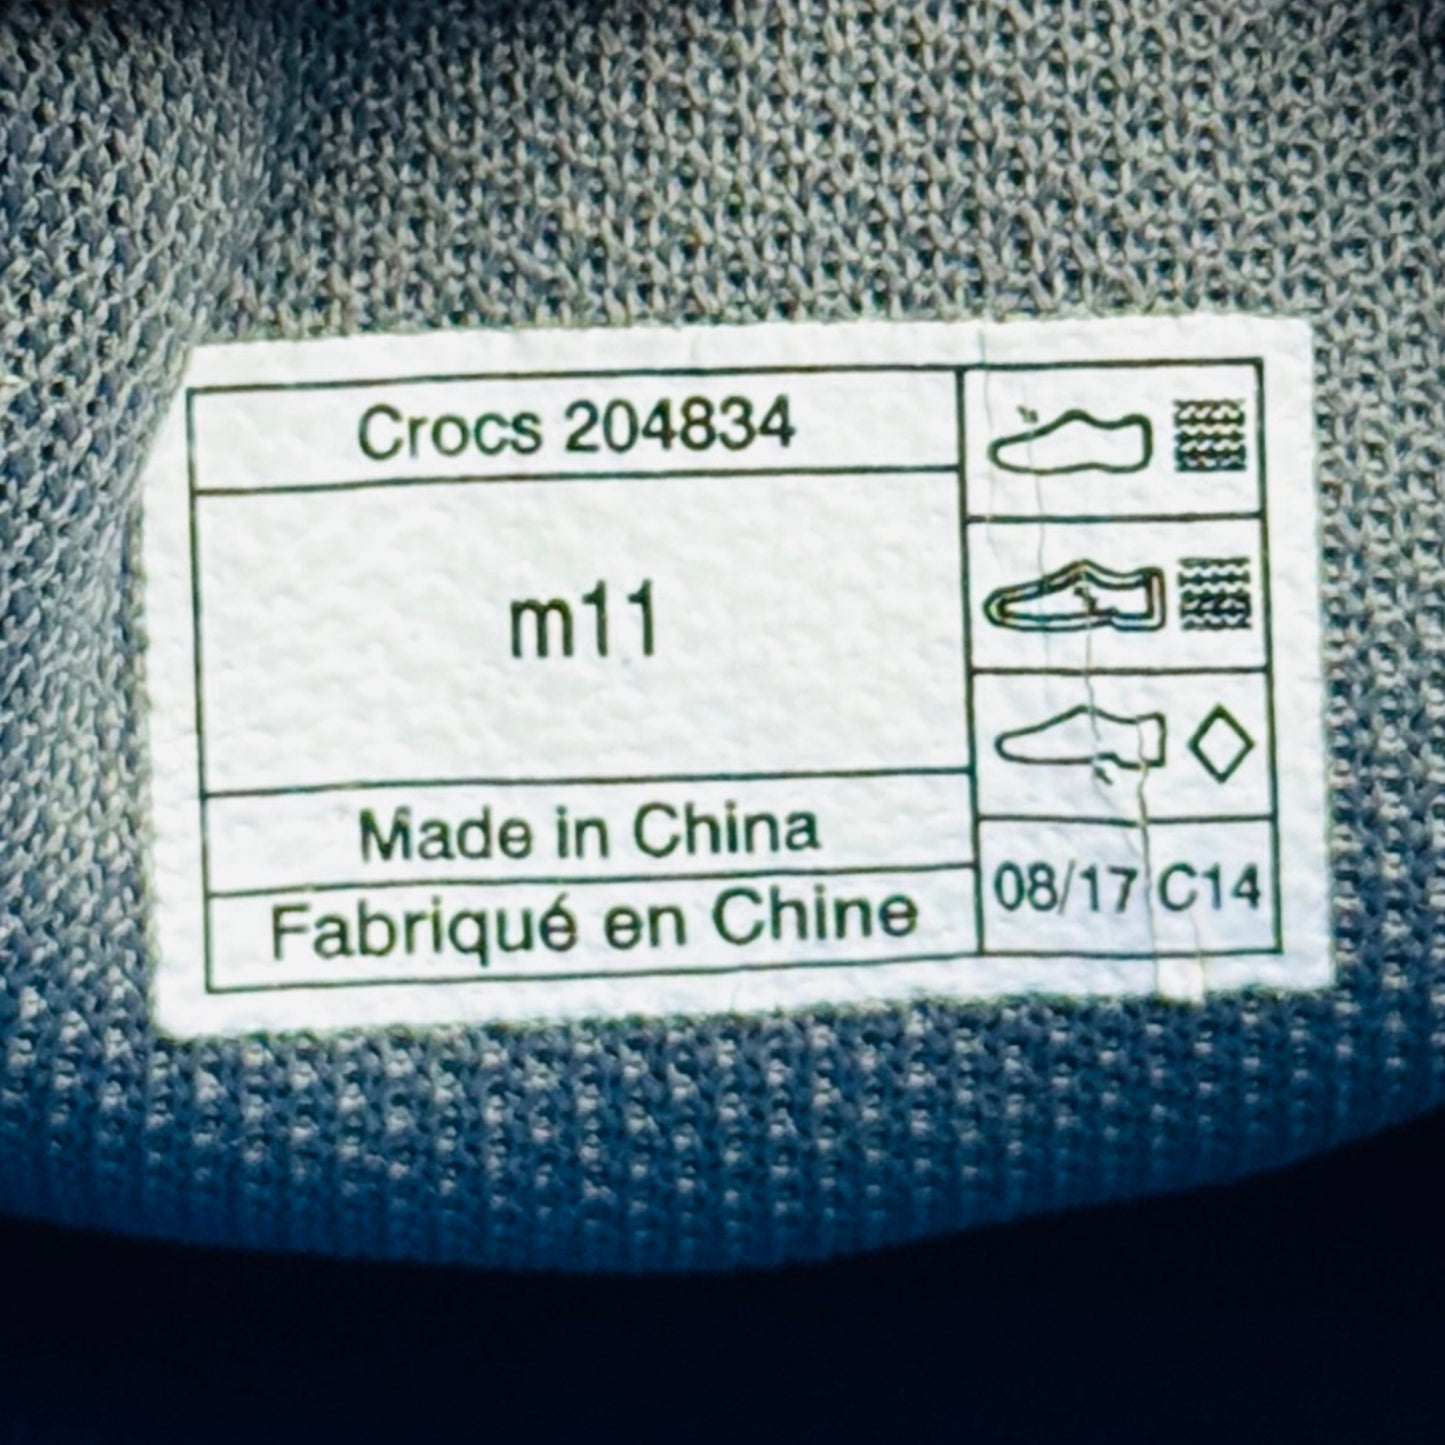 Crocs 204834
m11
Made in China
Fabriqué en Chine
08/17 C14